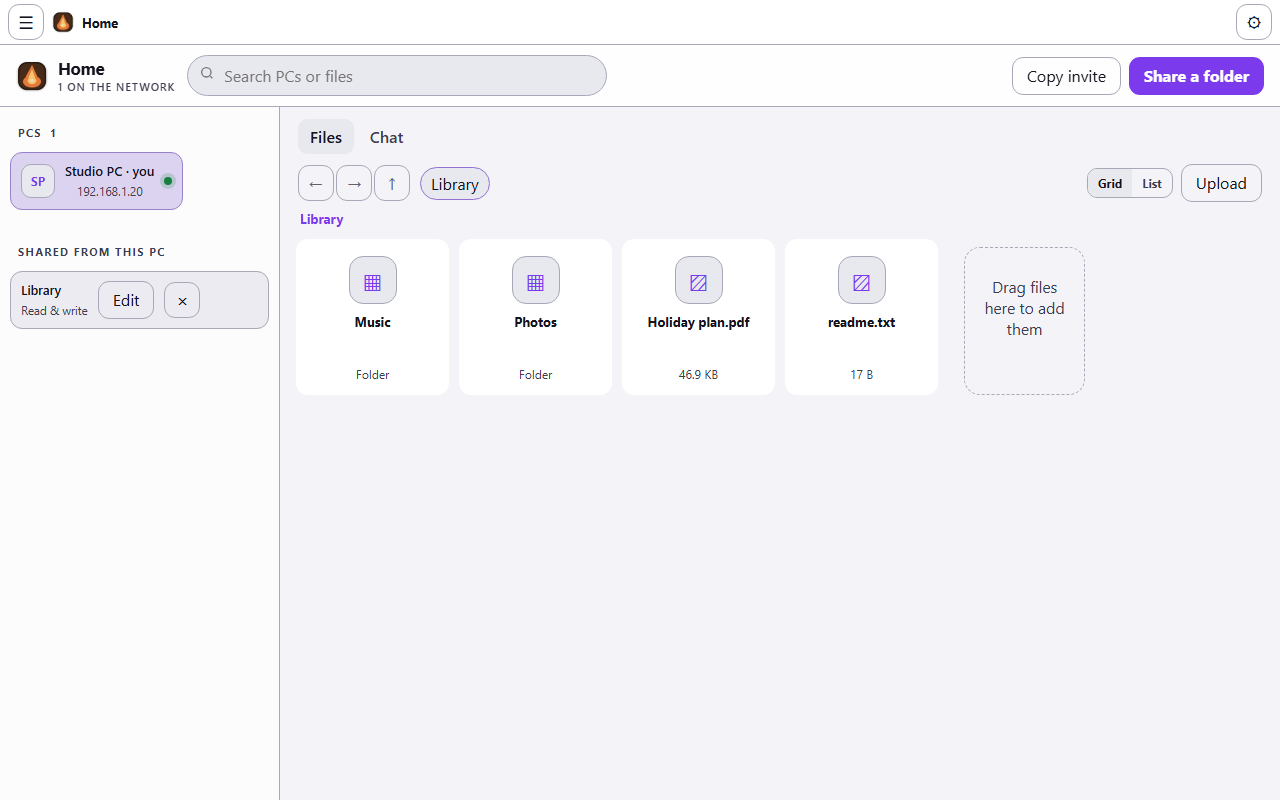 Home
Home
1 ON THE NETWORK
Search PCs or files
Copy invite
Share a folder
PCS 1
SP
Studio PC · you
192.168.1.20
SHARED FROM THIS PC
Library
Read & write
Edit
×
Files
Chat
← → ↑
Library
Grid
List
Upload
Library
Music
Folder
Photos
Folder
Holiday plan.pdf
46.9 KB
readme.txt
17 B
Drag files
here to add
them